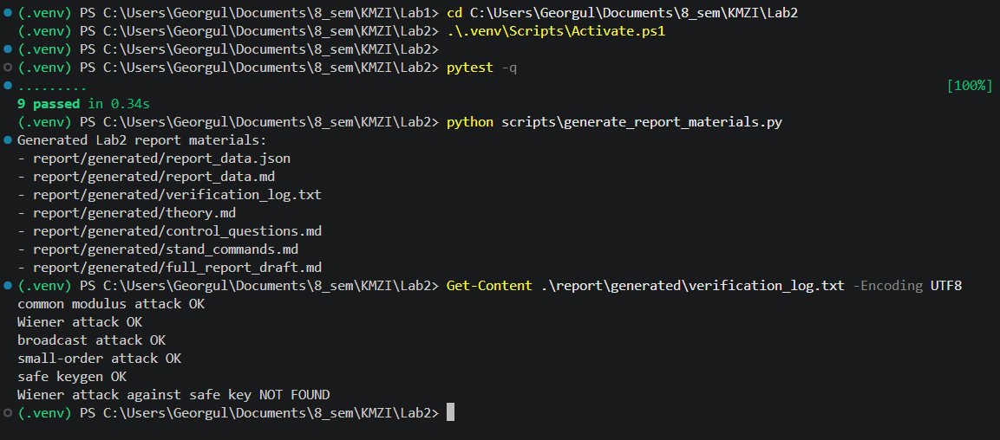 (.venv) PS C:\Users\Georgul\Documents\8_sem\KMZI\Lab1> cd C:\Users\Georgul\Documents\8_sem\KMZI\Lab2
(.venv) PS C:\Users\Georgul\Documents\8_sem\KMZI\Lab2> .\.venv\Scripts\Activate.ps1
(.venv) PS C:\Users\Georgul\Documents\8_sem\KMZI\Lab2>
(.venv) PS C:\Users\Georgul\Documents\8_sem\KMZI\Lab2> pytest -q
......... [100%]
9 passed in 0.34s
(.venv) PS C:\Users\Georgul\Documents\8_sem\KMZI\Lab2> python scripts\generate_report_materials.py
Generated Lab2 report materials:
- report/generated/report_data.json
- report/generated/report_data.md
- report/generated/verification_log.txt
- report/generated/theory.md
- report/generated/control_questions.md
- report/generated/stand_commands.md
- report/generated/full_report_draft.md
(.venv) PS C:\Users\Georgul\Documents\8_sem\KMZI\Lab2> Get-Content .\report\generated\verification_log.txt -Encoding UTF8
common modulus attack OK
Wiener attack OK
broadcast attack OK
small-order attack OK
safe keygen OK
Wiener attack against safe key NOT FOUND
(.venv) PS C:\Users\Georgul\Documents\8_sem\KMZI\Lab2>